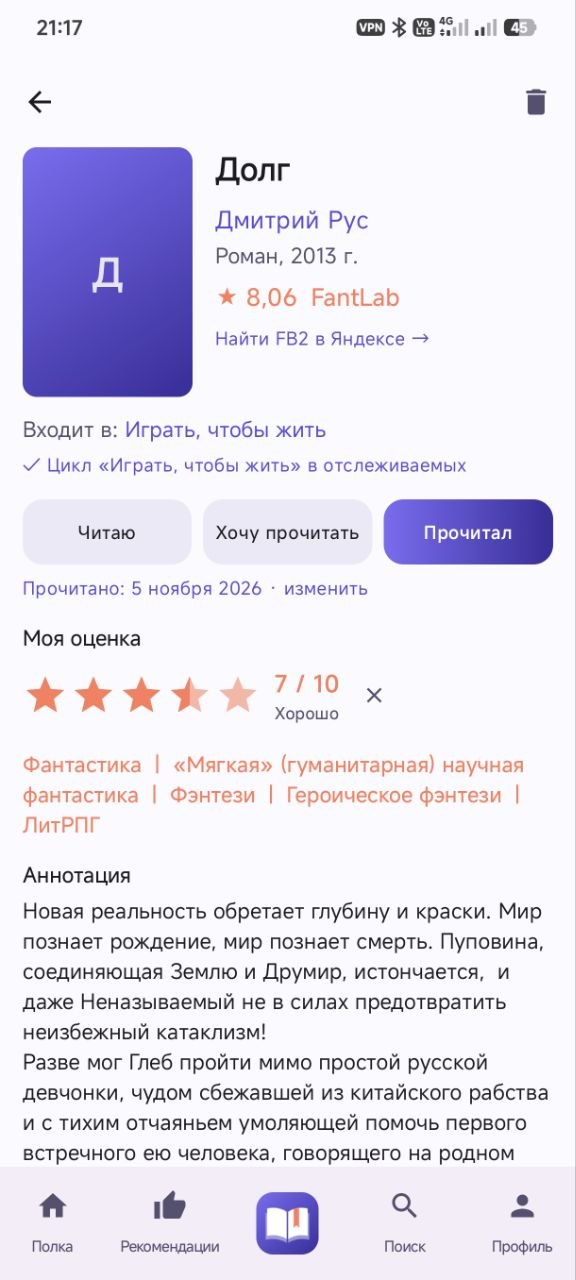 21:17
VPN
Vo LTE
4G
45
Долг
Д
Дмитрий Рус
Роман, 2013 г.
★ 8,06 FantLab
Найти FB2 в Яндексе →
Входит в: Играть, чтобы жить
✓ Цикл «Играть, чтобы жить» в отслеживаемых
Читаю
Хочу прочитать
Прочитал
Прочитано: 5 ноября 2026 · изменить
Моя оценка
7 / 10
Хорошо
Фантастика | «Мягкая» (гуманитарная) научная
фантастика | Фэнтези | Героическое фэнтези |
ЛитРПГ
Аннотация
Новая реальность обретает глубину и краски. Мир
познает рождение, мир познает смерть. Пуповина,
соединяющая Землю и Друмир, истончается,  и
даже Неназываемый не в силах предотвратить
неизбежный катаклизм!
Разве мог Глеб пройти мимо простой русской
девчонки, чудом сбежавшей из китайского рабства
и с тихим отчаяньем умоляющей помочь первого
встречного ею человека, говорящего на родном
Полка
Рекомендации
Поиск
Профиль